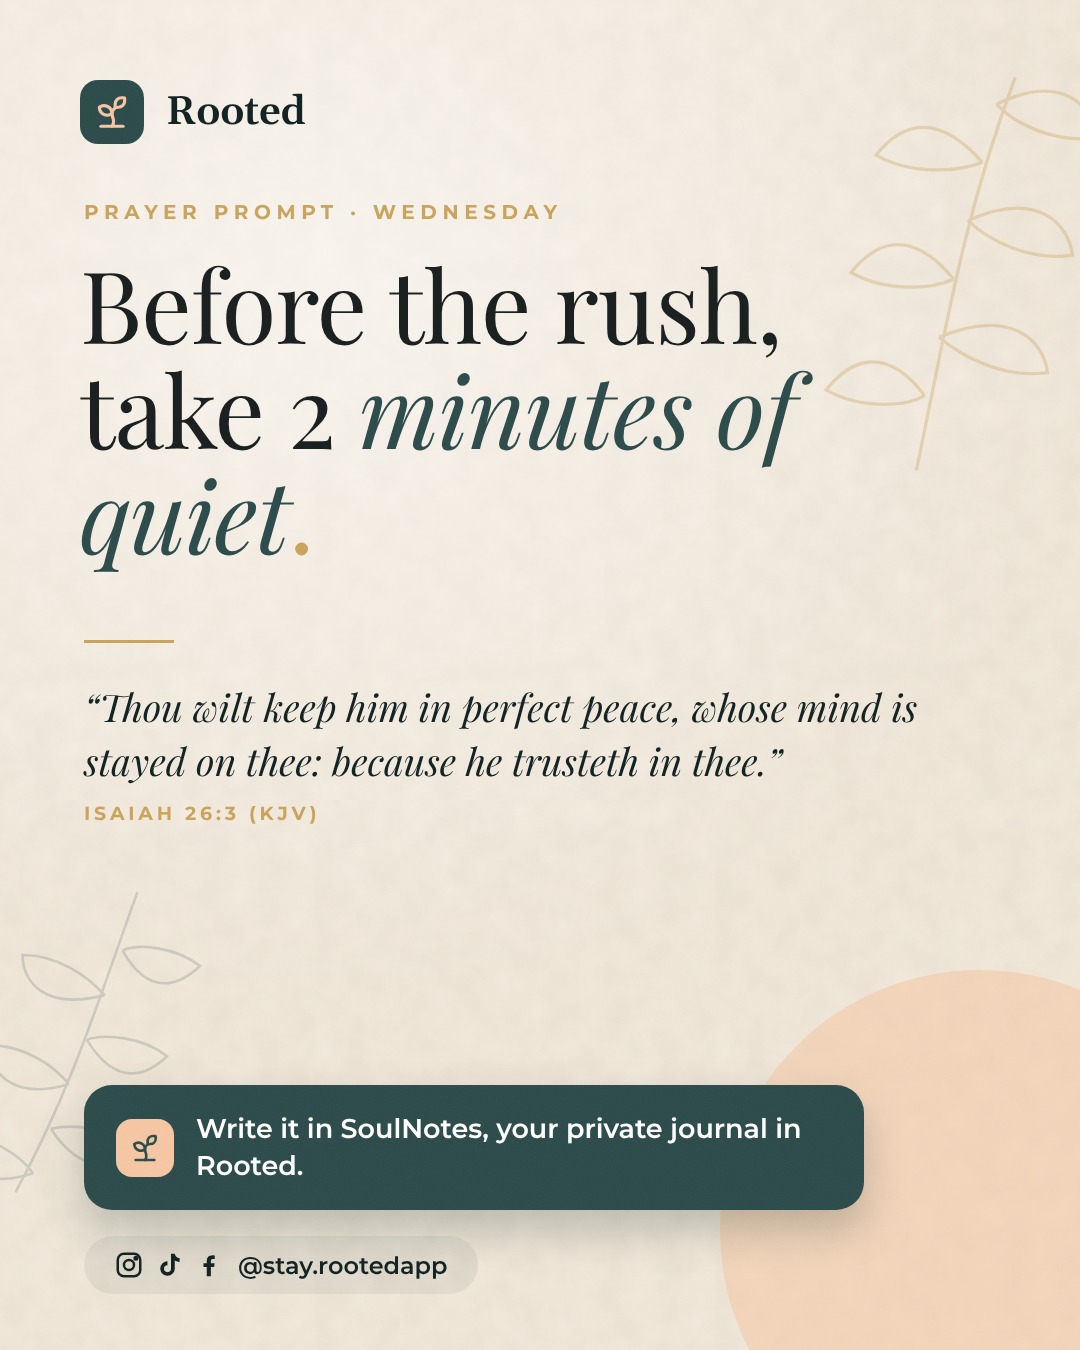 Rooted
PRAYER PROMPT · WEDNESDAY
Before the rush,
take 2 minutes of
quiet.
“Thou wilt keep him in perfect peace, whose mind is
stayed on thee: because he trusteth in thee.”
ISAIAH 26:3 (KJV)
Write it in SoulNotes, your private journal in
Rooted.
@stay.rootedapp